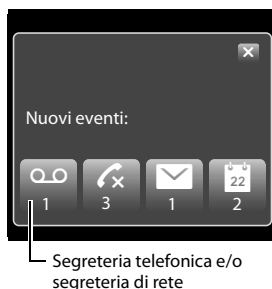 Nuovi eventi:
22
1 3 1 2
Segreteria telefonica e/o
segreteria di rete